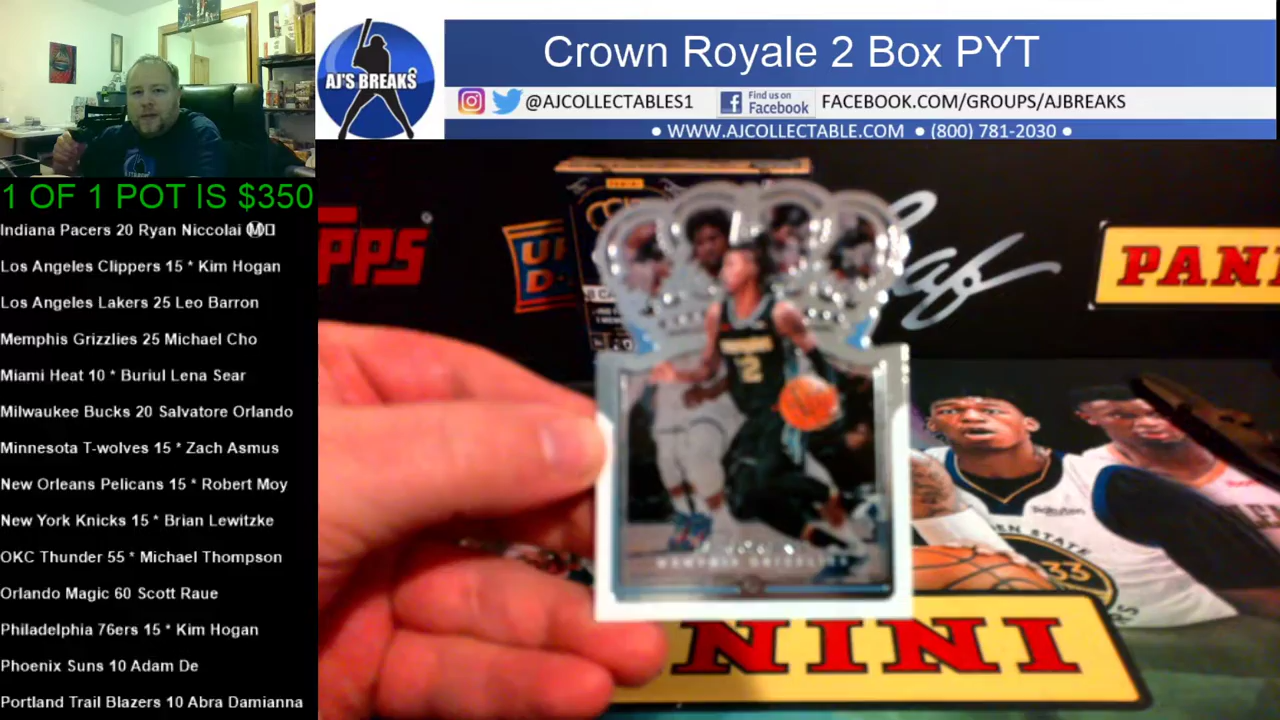 Crown Royale 2 Box PYT
AJ'S BREAKS
@AJCOLLECTABLES1
Find us on
Facebook
FACEBOOK.COM/GROUPS/AJBREAKS
• WWW.AJCOLLECTABLE.COM • (800) 781-2030 •
1 OF 1 POT IS $350
Indiana Pacers 20 Ryan Niccolai Ⓜ
Los Angeles Clippers 15 * Kim Hogan
Los Angeles Lakers 25 Leo Barron
Memphis Grizzlies 25 Michael Cho
Miami Heat 10 * Buriul Lena Sear
Milwaukee Bucks 20 Salvatore Orlando
Minnesota T-wolves 15 * Zach Asmus
New Orleans Pelicans 15 * Robert Moy
New York Knicks 15 * Brian Lewitzke
OKC Thunder 55 * Michael Thompson
Orlando Magic 60 Scott Raue
Philadelphia 76ers 15 * Kim Hogan
Phoenix Suns 10 Adam De
Portland Trail Blazers 10 Abra Damianna
PANINI
2
MEMPHIS GRIZZLIES
Rakuten
33